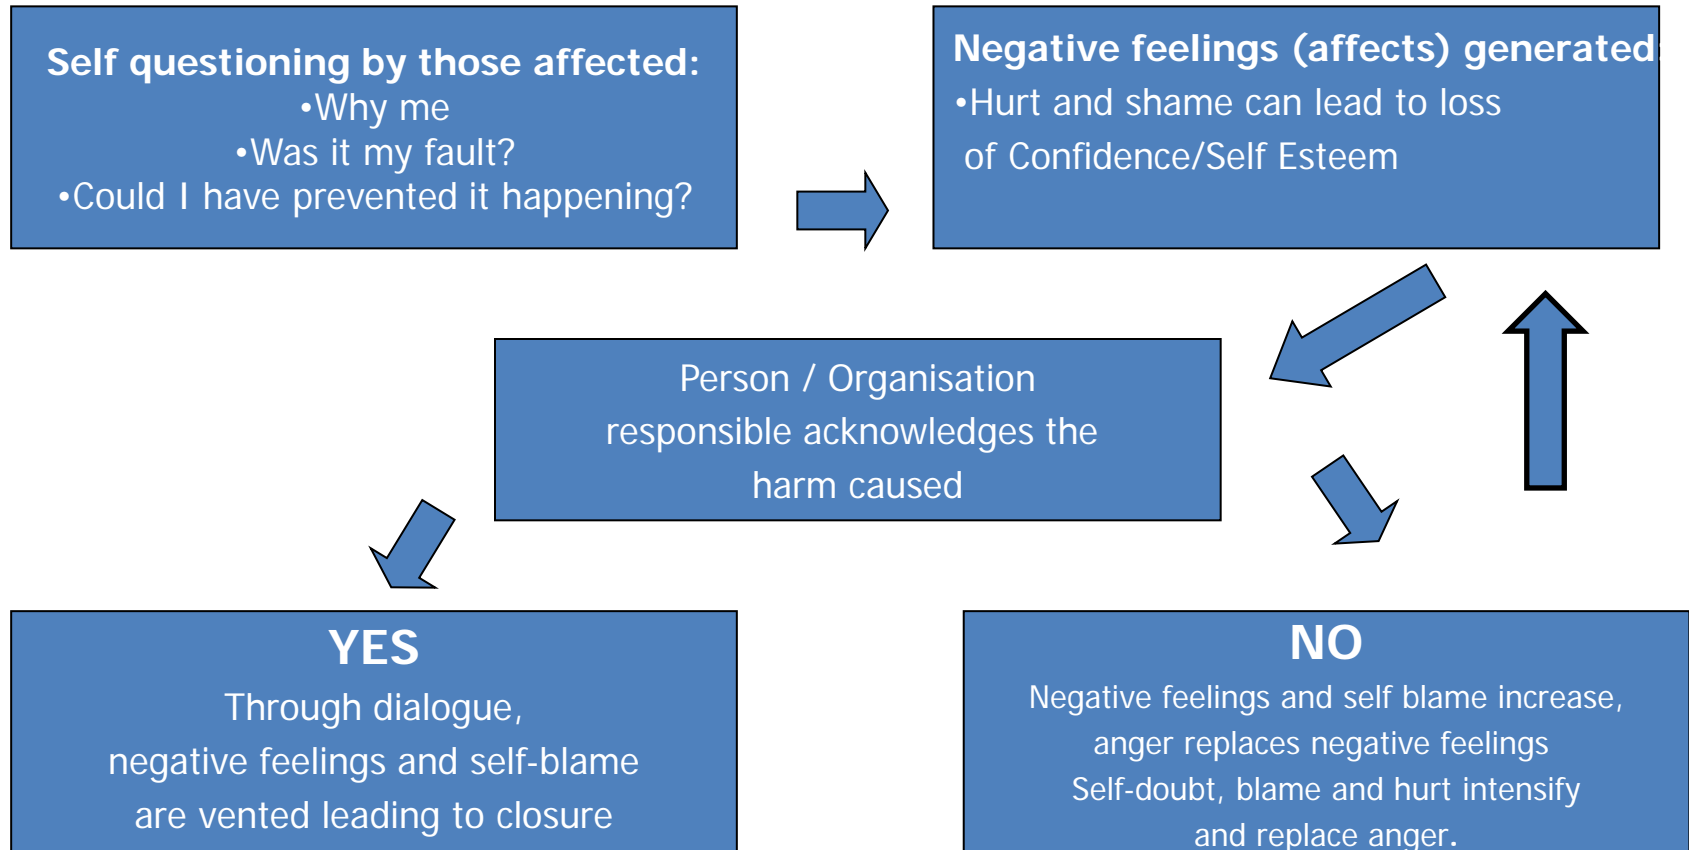 Self questioning by those affected:
•Why me
•Was it my fault?
•Could I have prevented it happening?
Negative feelings (affects) generated:
•Hurt and shame can lead to loss
of Confidence/Self Esteem
Person / Organisation
responsible acknowledges the
harm caused
YES
Through dialogue,
negative feelings and self-blame
are vented leading to closure
NO
Negative feelings and self blame increase,
anger replaces negative feelings
Self-doubt, blame and hurt intensify
and replace anger.